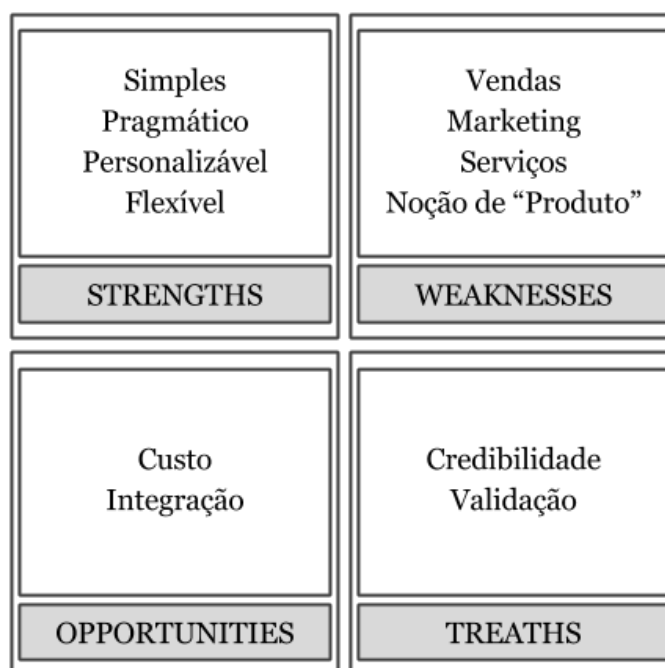 Simples
Pragmático
Personalizável
Flexível
STRENGTHS
Vendas
Marketing
Serviços
Noção de “Produto”
WEAKNESSES
Custo
Integração
OPPORTUNITIES
Credibilidade
Validação
TREATHS